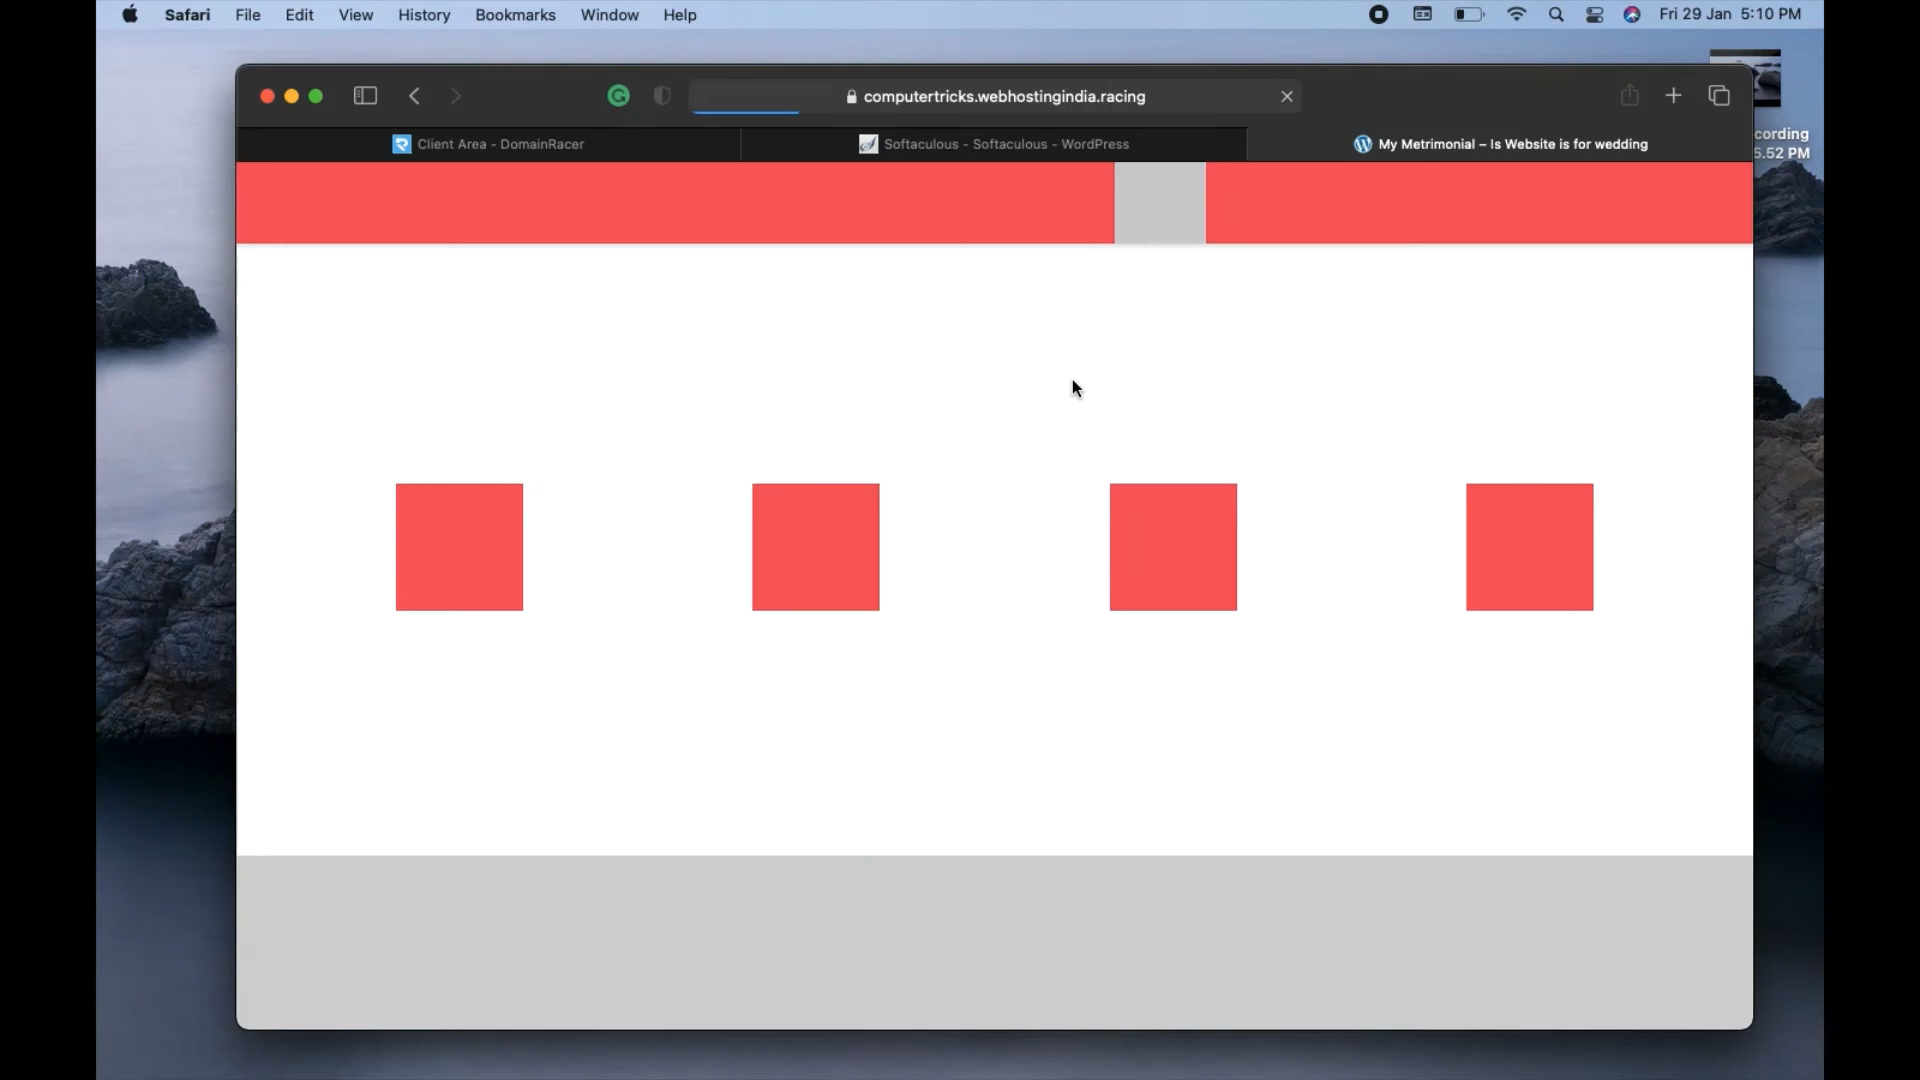 Safari File Edit View History Bookmarks Window Help Fri 29 Jan 5:10 PM
computertricks.webhostingindia.racing
Client Area - DomainRacer Softaculous - Softaculous - WordPress My Metrimonial – Is Website is for wedding
cording
5.52 PM